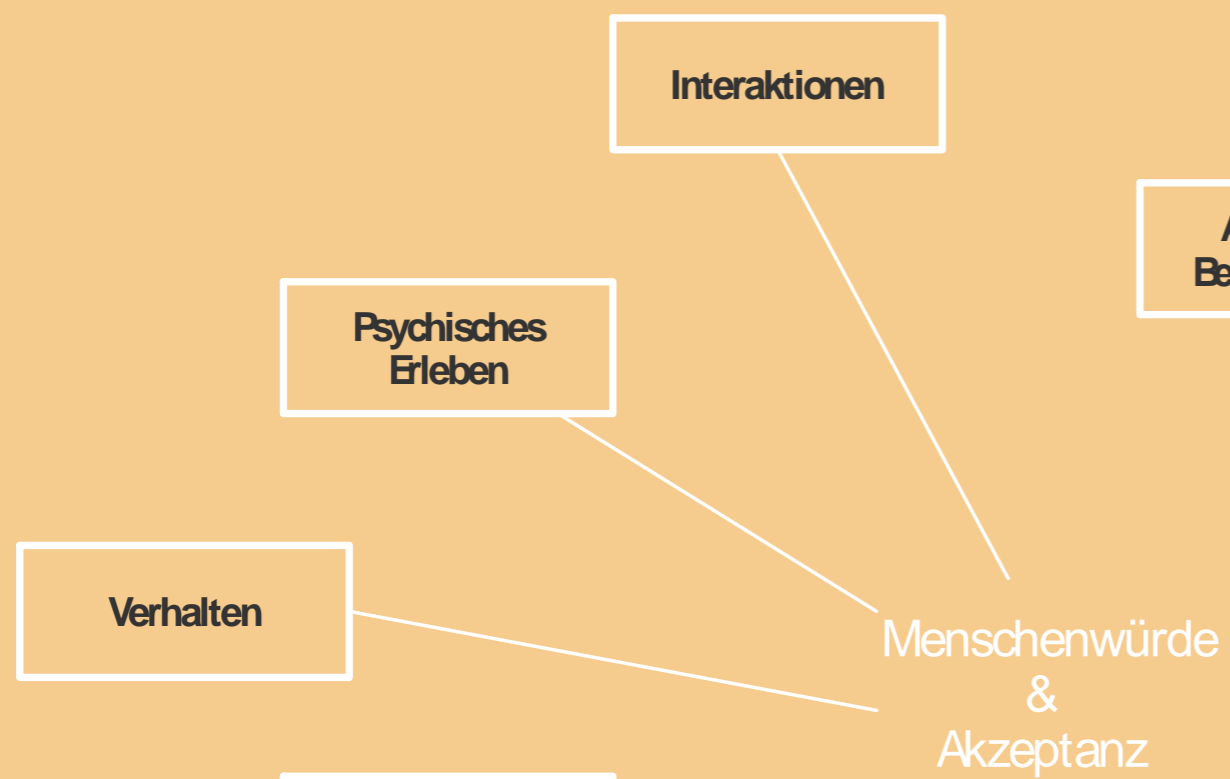 Interaktionen
Psychisches
Erleben
Verhalten
Menschenwürde
&
Akzeptanz